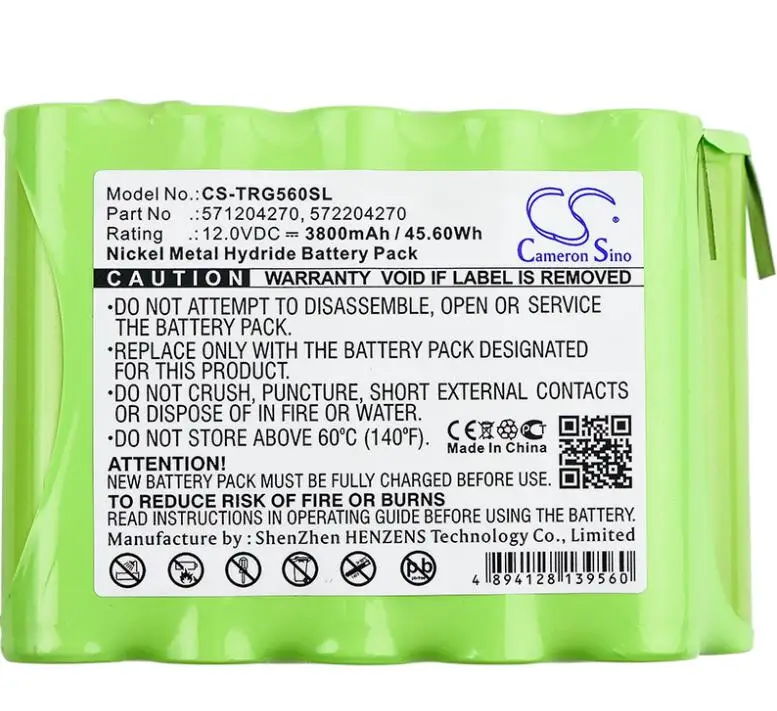 Model No.:CS-TRG560SL
Part No .:571204270, 572204270
Rating .:12.0VDC ⎓ 3800mAh / 45.60Wh
Nickel Metal Hydride Battery Pack
CS
Cameron Sino
CAUTION WARRANTY VOID IF LABEL IS REMOVED
•DO NOT ATTEMPT TO DISASSEMBLE, OPEN OR SERVICE
THE BATTERY PACK.
•REPLACE ONLY WITH THE BATTERY PACK DESIGNATED
FOR THIS PRODUCT.
•DO NOT CRUSH, PUNCTURE, SHORT EXTERNAL CONTACTS
OR DISPOSE OF IN FIRE OR WATER.
•DO NOT STORE ABOVE 60ºC (140ºF).
CE
Made In China
ATTENTION!
NEW BATTERY PACK MUST BE FULLY CHARGED BEFORE USE.
TO REDUCE RISK OF FIRE OR BURNS
READ INSTRUCTIONS IN OPERATING GUIDE BEFORE USING THE BATTERY.
Manufacture by : ShenZhen HENZENS Technology Co., Limited
Pb
4 894128 139560